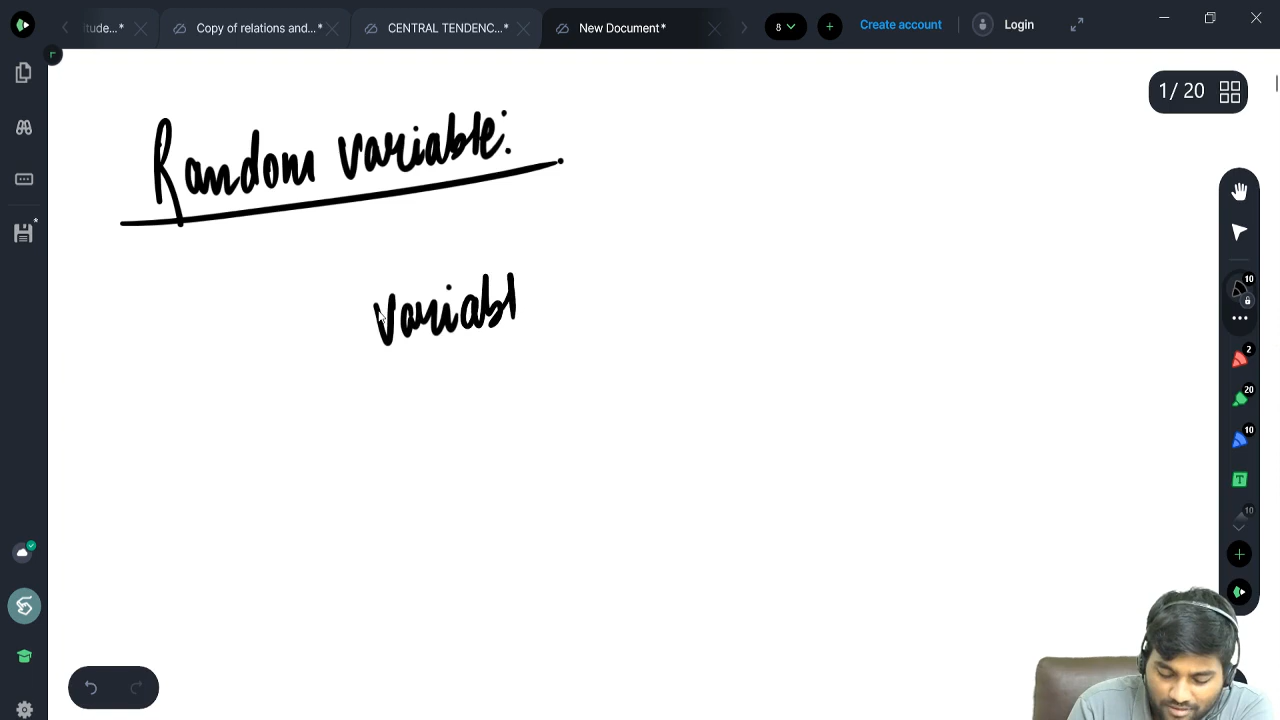 itude...*
Copy of relations and...*
CENTRAL TENDENC...*
New Document*
8
Create account
Login
1/ 20
Random variable:
variabl
10
2
20
10
T
10